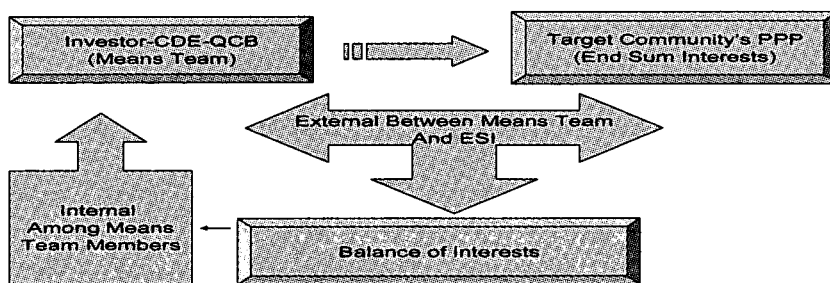 Investor-CDE-QCB
(Means Team)
Target Community's PPP
(End Sum Interests)
External Between Means Team
And ESI
Internal
Among Means
Team Members
Balance of Interests